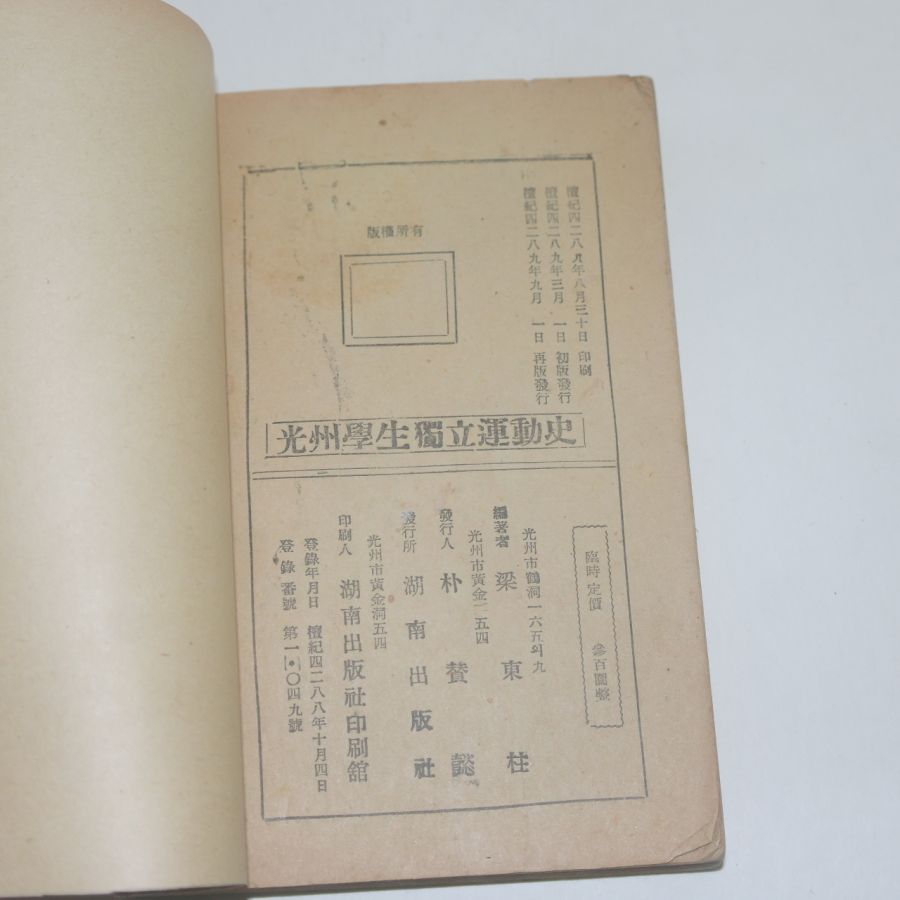 檀紀四二八九年八月三十日 印刷
檀紀四二八九年三月 一日 初版發行
檀紀四二八九年九月 一日 再版發行
版權所有
光州學生獨立運動史
臨時定價 參百圜整
光州市鶴洞一六五의九
編著者 梁東柱
光州市黃金洞五四
發行人 朴賛
發行所 湖南出版社
光州市黃金洞五四
印刷人 湖南出版社印刷館
登錄年月日 檀紀四二八八年十月四日
登錄番號 第一〇四九號